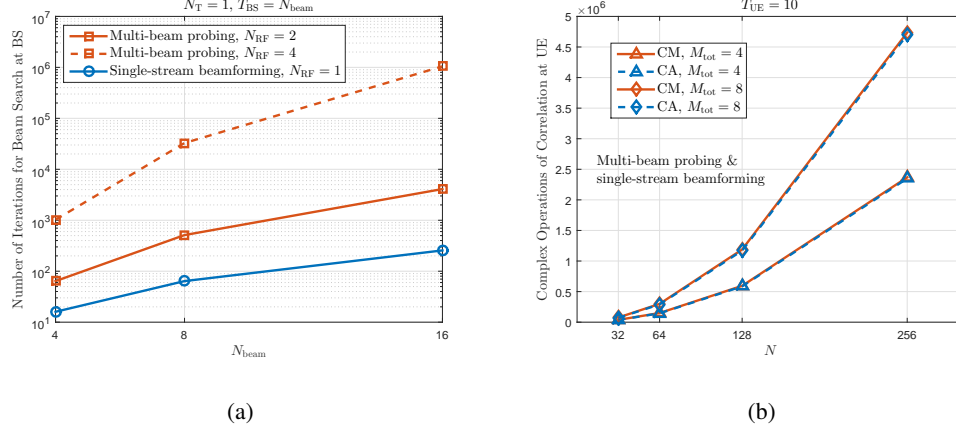 N_T = 1, T_BS = N_beam
Number of Iterations for Beam Search at BS
10^7
10^6
10^5
10^4
10^3
10^2
10^1
Multi-beam probing, N_RF = 2
Multi-beam probing, N_RF = 4
Single-stream beamforming, N_RF = 1
4
8
16
N_beam
(a)
T_UE = 10
×10^6
Complex Operations of Correlation at UE
5
4.5
4
3.5
3
2.5
2
1.5
1
0.5
0
CM, M_tot = 4
CA, M_tot = 4
CM, M_tot = 8
CA, M_tot = 8
Multi-beam probing &
single-stream beamforming
32
64
128
256
N
(b)